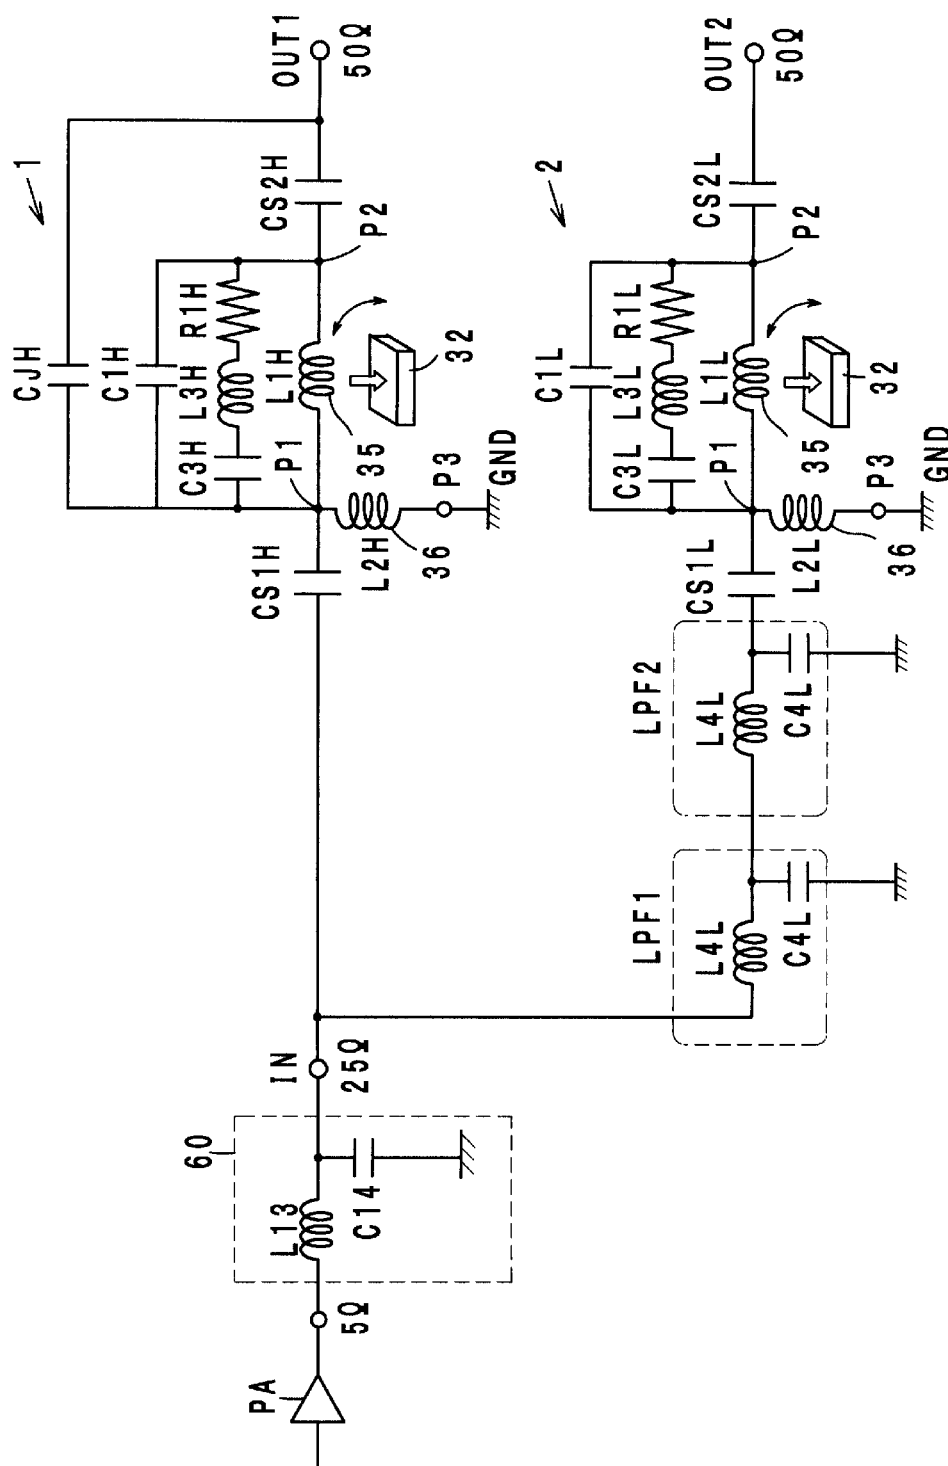 PA
5Ω
60
L13
C14
IN
25Ω
CS1H
CJH
C1H
C3H
L3H
R1H
P1
L1H
35
L2H
36
P3
GND
32
P2
CS2H
1
OUT1
50Ω
LPF1
L4L
C4L
LPF2
L4L
C4L
CS1L
C1L
C3L
L3L
R1L
P1
L1L
35
L2L
36
P3
GND
32
P2
CS2L
2
OUT2
50Ω